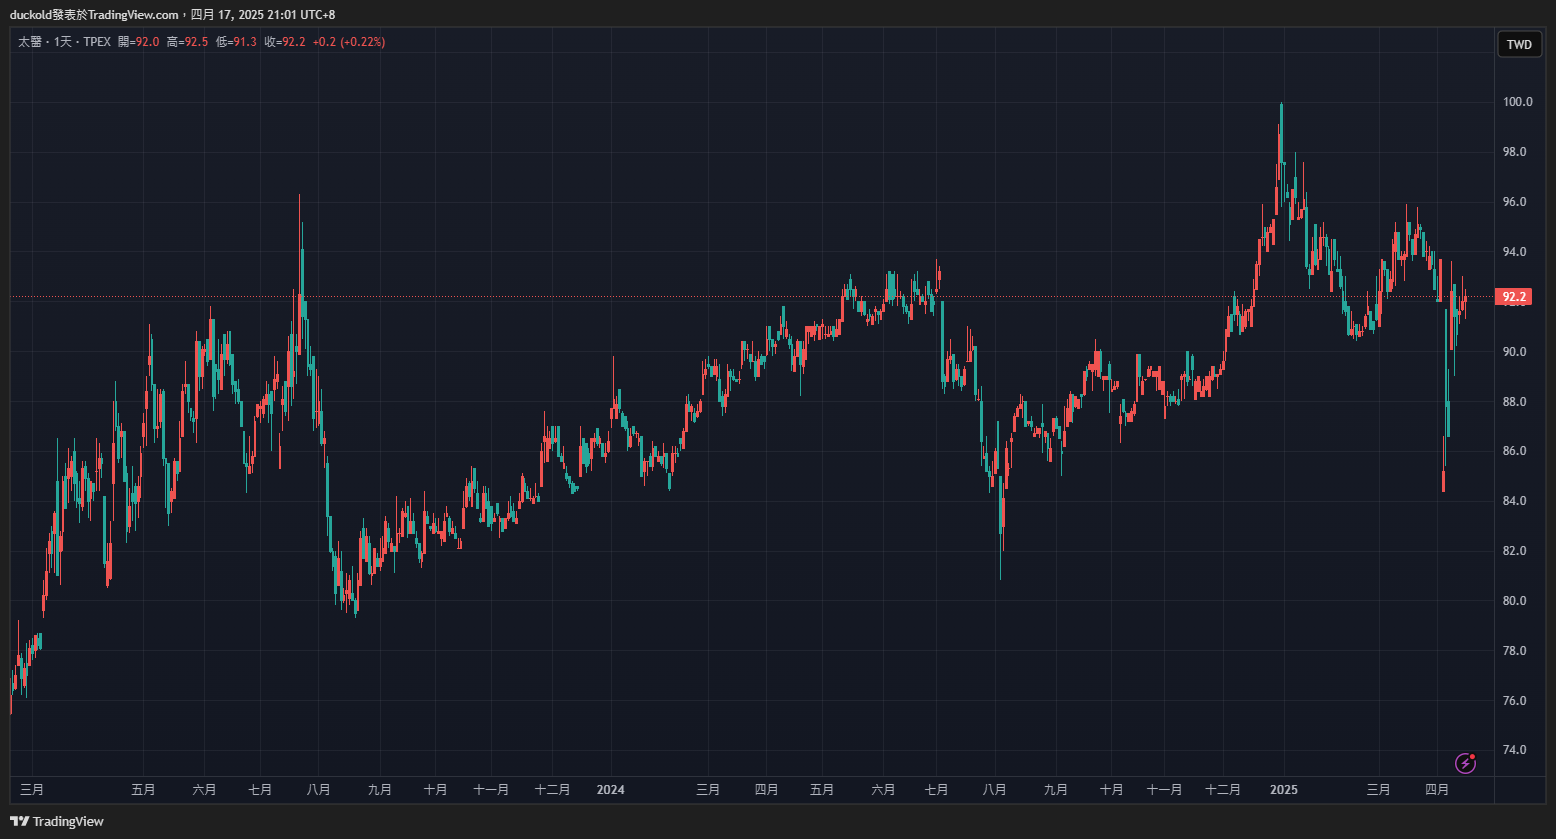 duckold發表於TradingView.com，四月 17, 2025 21:01 UTC+8
太醫 · 1天 · TPEX 開=92.0 高=92.5 低=91.3 收=92.2 +0.2 (+0.22%)
TWD
100.0
98.0
96.0
94.0
92.2
90.0
88.0
86.0
84.0
82.0
80.0
78.0
76.0
74.0
三月 五月 六月 七月 八月 九月 十月 十一月 十二月 2024 三月 四月 五月 六月 七月 八月 九月 十月 十一月 十二月 2025 三月 四月
TradingView